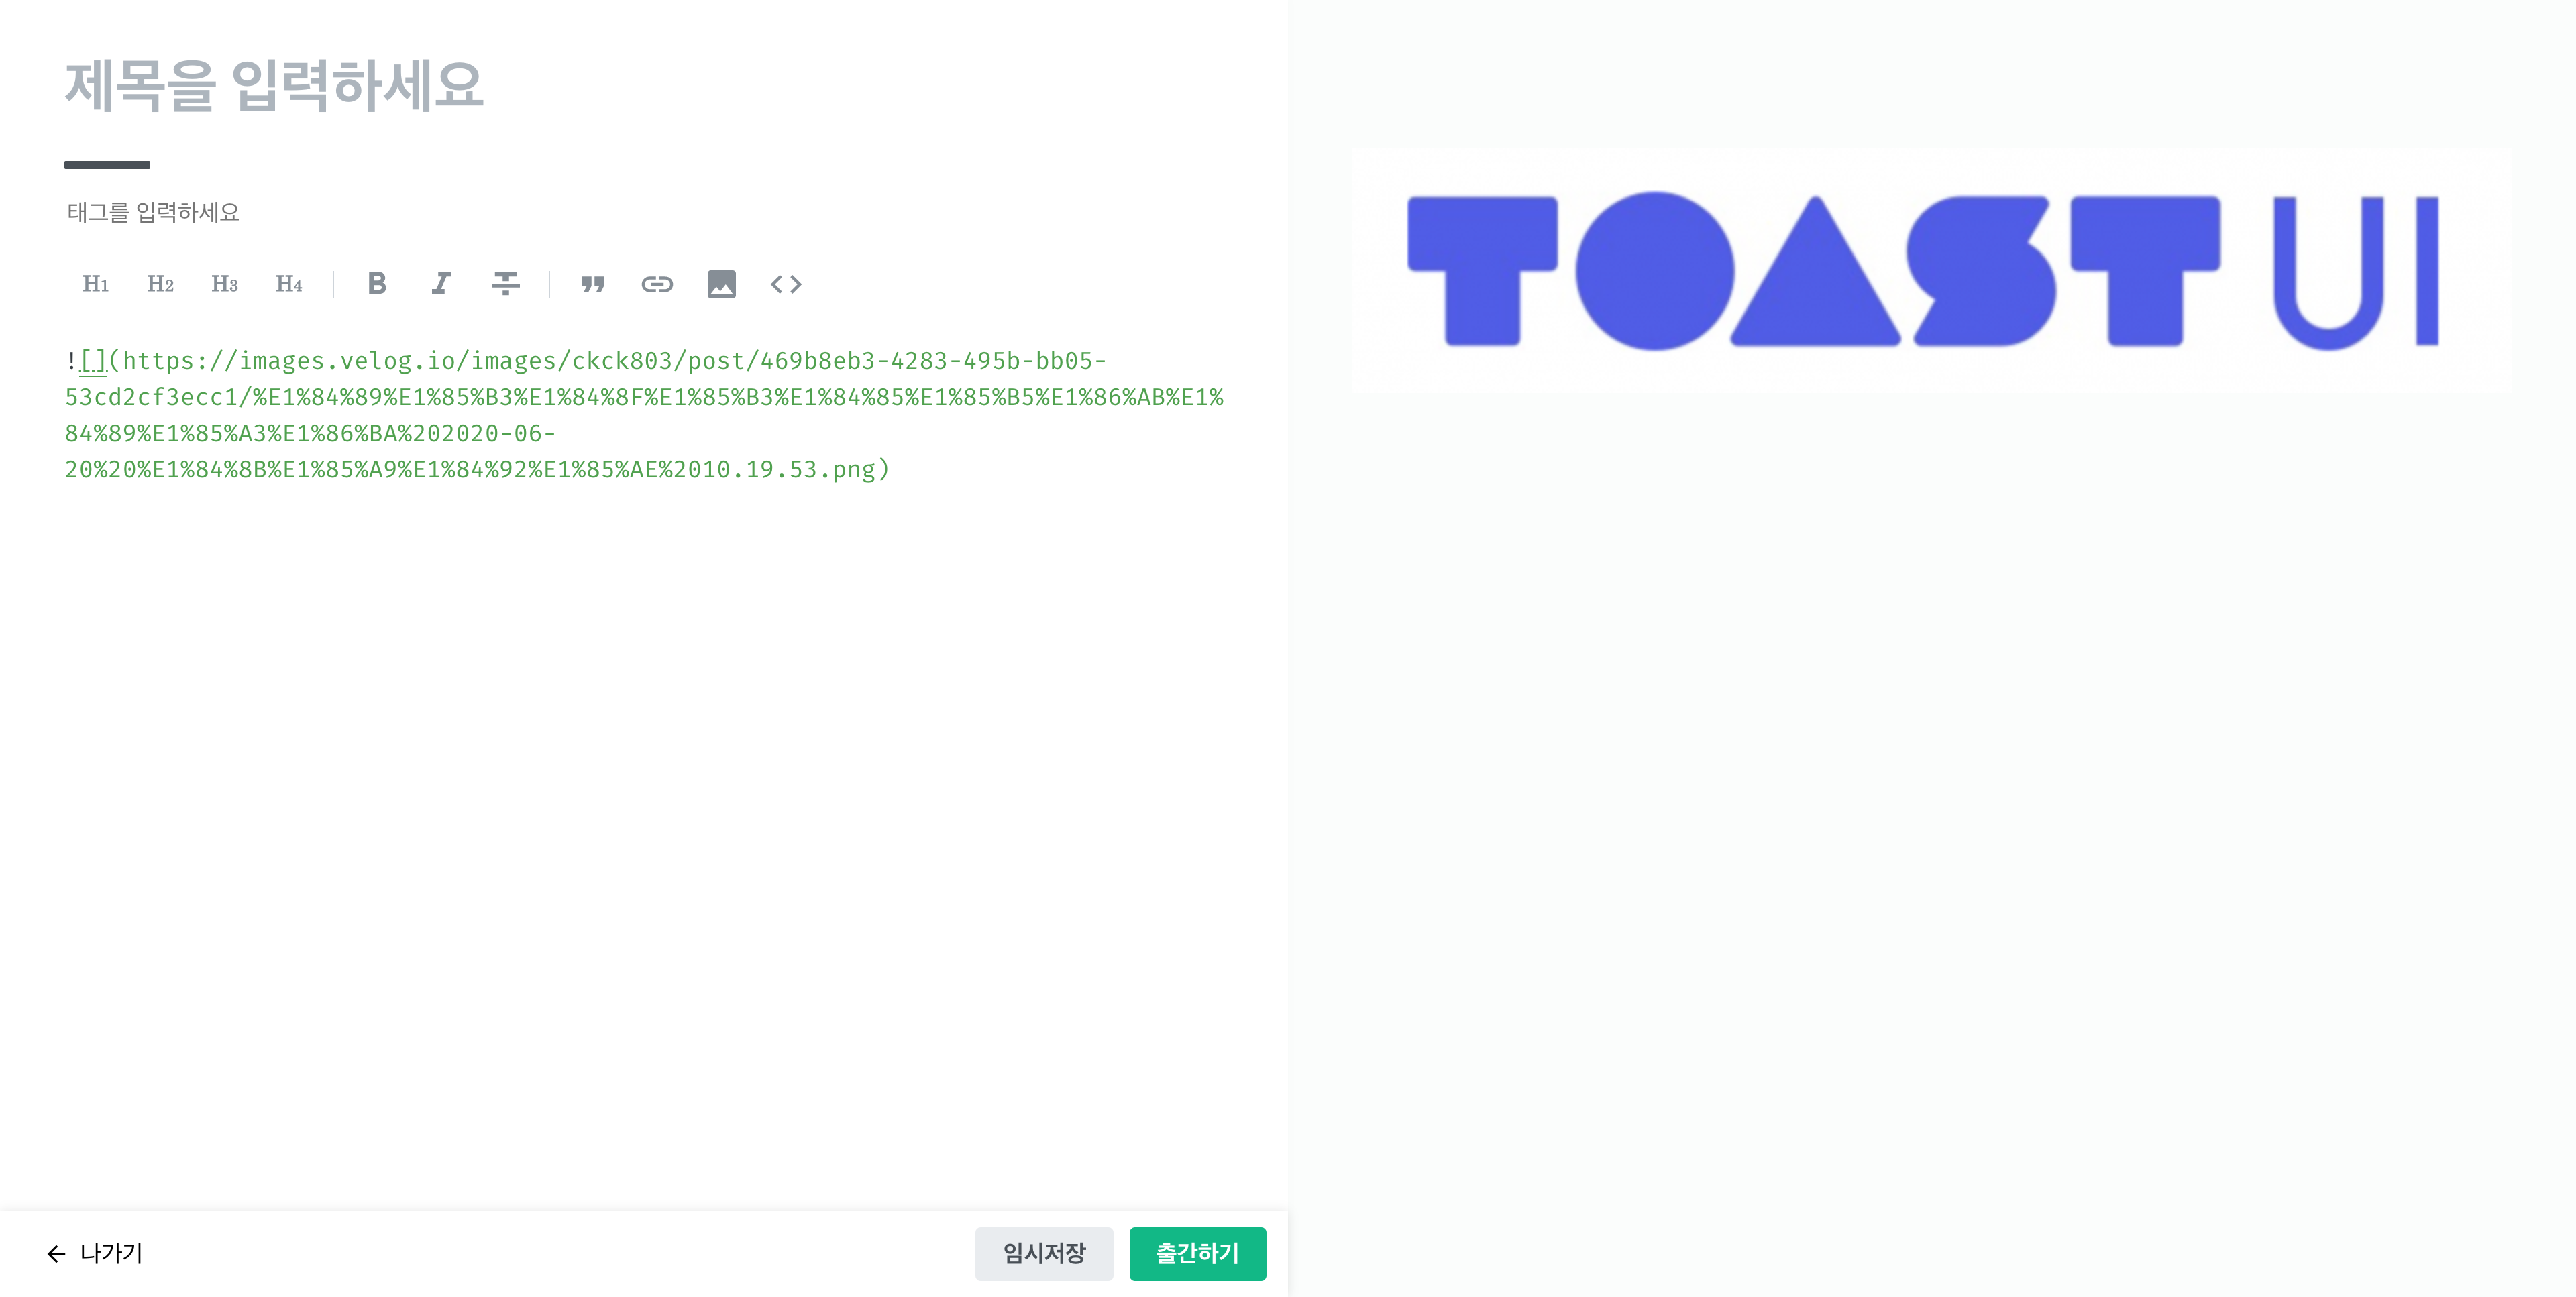 제목을 입력하세요
태그를 입력하세요
H1 H2 H3 H4 B I T
![](https://images.velog.io/images/ckck803/post/469b8eb3-4283-495b-bb05-
53cd2cf3ecc1/%E1%84%89%E1%85%B3%E1%84%8F%E1%85%B3%E1%84%85%E1%85%B5%E1%86%AB%E1%
84%89%E1%85%A3%E1%86%BA%202020-06-
20%20%E1%84%8B%E1%85%A9%E1%84%92%E1%85%AE%2010.19.53.png)
나가기
임시저장
출간하기
TOAST UI